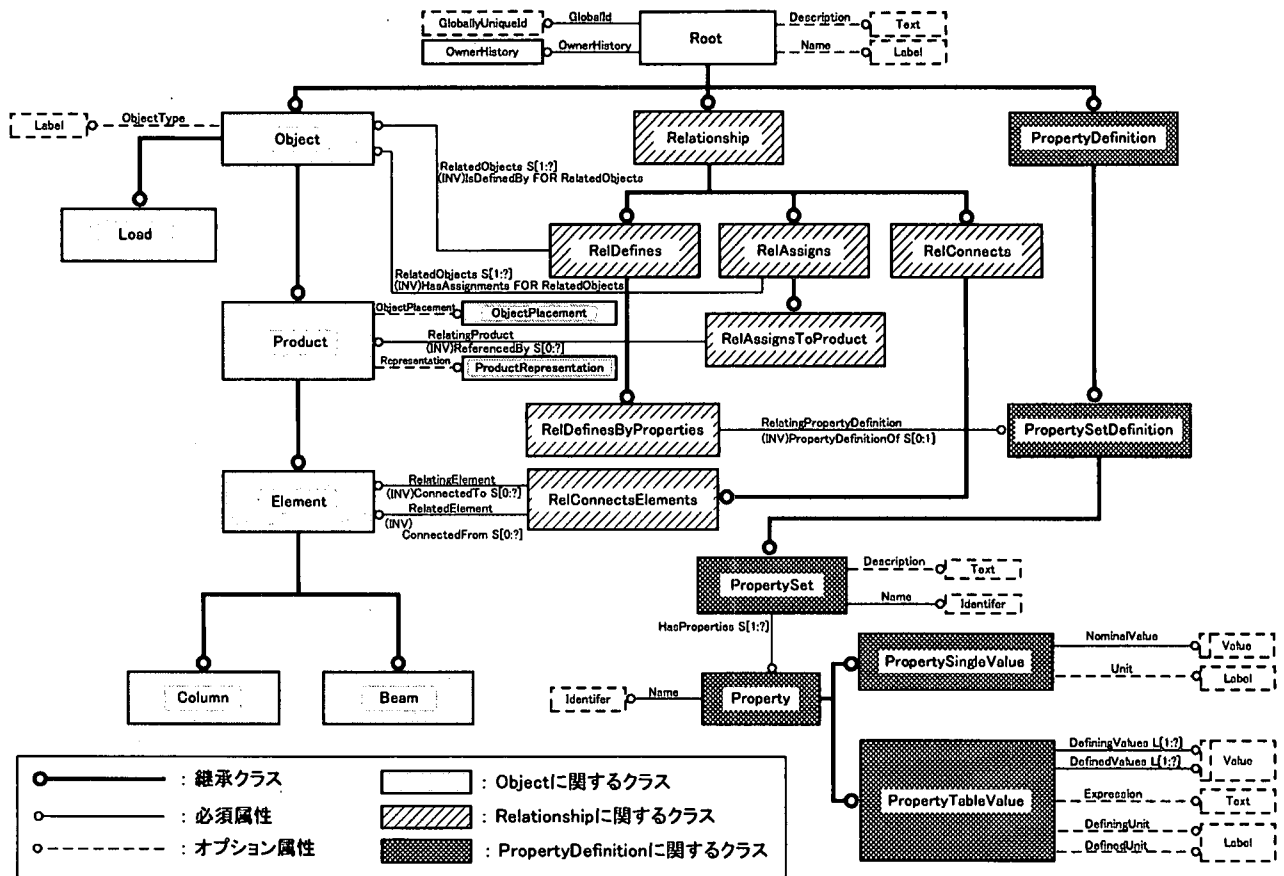 GloballyUniqueId
GlobalId
Root
Description
Text
OwnerHistory
OwnerHistory
Name
Label
Label
ObjectType
Object
Relationship
PropertyDefinition
RelatedObjects S[1:?]
(INV)IsDefinedBy FOR RelatedObjects
Load
RelDefines
RelAssigns
RelConnects
RelatedObjects S[1:?]
(INV)HasAssignments FOR RelatedObjects
ObjectPlacement
ObjectPlacement
Product
RelatingProduct
(INV)ReferencedBy S[0:?]
RelAssignsToProduct
Representation
ProductRepresentation
RelDefinesByProperties
RelatingPropertyDefinition
(INV)PropertyDefinitionOf S[0:1]
PropertySetDefinition
Element
RelatingElement
(INV)ConnectedTo S[0:?]
RelatedElement
(INV)
ConnectedFrom S[0:?]
RelConnectsElements
PropertySet
Description
Text
Name
Identifer
HasProperties S[1:?]
Column
Beam
Identifer
Name
Property
PropertySingleValue
NominalValue
Value
Unit
Label
PropertyTableValue
DefiningValues L[1:?]
DefinedValues L[1:?]
Value
Expression
Text
DefiningUnit
DefinedUnit
Label
: 継承クラス
: 必須属性
: オプション属性
: Objectに関するクラス
: Relationshipに関するクラス
: PropertyDefinitionに関するクラス